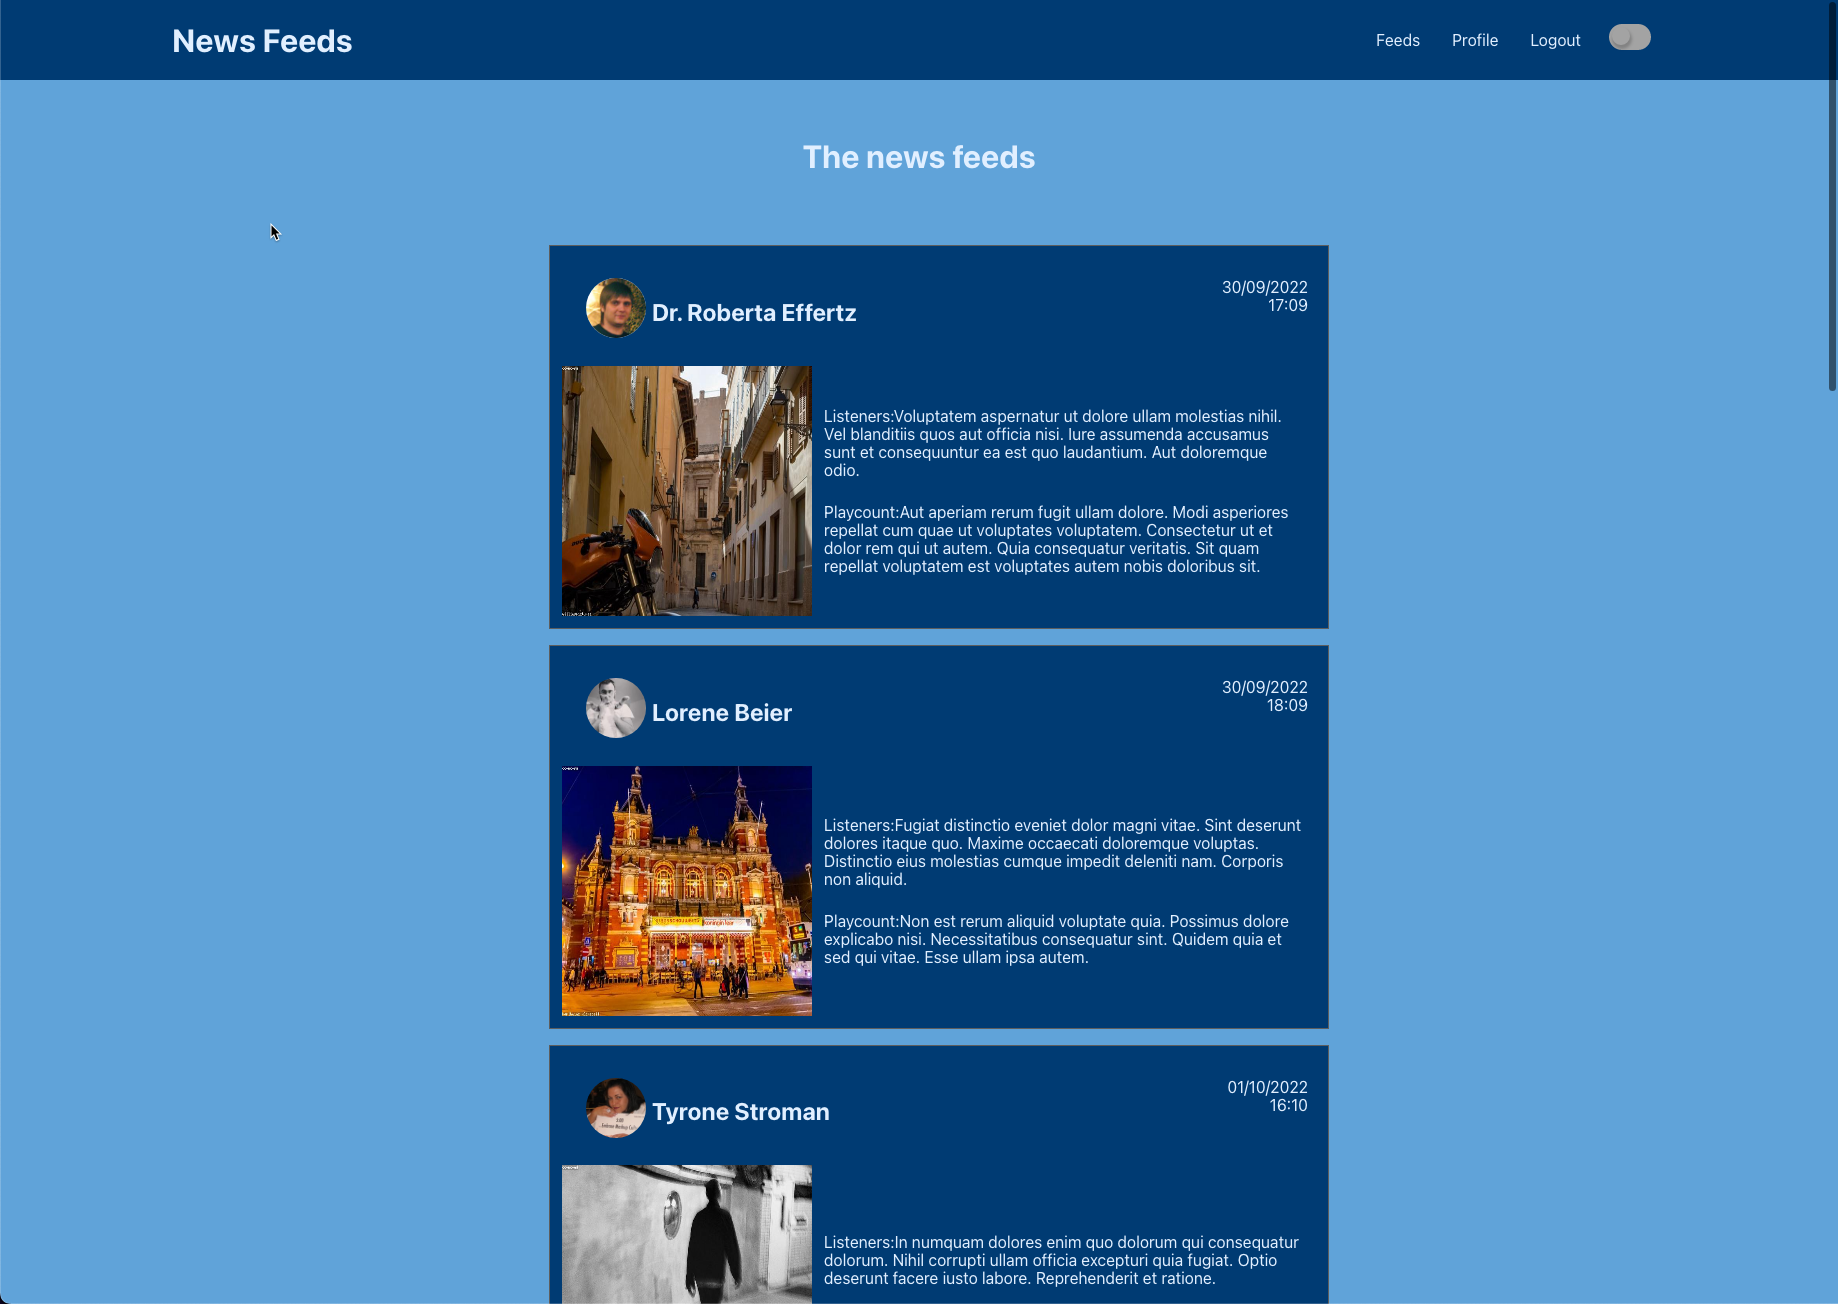 News Feeds
Feeds Profile Logout
The news feeds
Dr. Roberta Effertz
30/09/2022
17:09
Listeners:Voluptatem aspernatur ut dolore ullam molestias nihil.
Vel blanditiis quos aut officia nisi. Iure assumenda accusamus
sunt et consequuntur ea est quo laudantium. Aut doloremque
odio.
Playcount:Aut aperiam rerum fugit ullam dolore. Modi asperiores
repellat cum quae ut voluptates voluptatem. Consectetur ut et
dolor rem qui ut autem. Quia consequatur veritatis. Sit quam
repellat voluptatem est voluptates autem nobis doloribus sit.
Lorene Beier
30/09/2022
18:09
Listeners:Fugiat distinctio eveniet dolor magni vitae. Sint deserunt
dolores itaque quo. Maxime occaecati doloremque voluptas.
Distinctio eius molestias cumque impedit deleniti nam. Corporis
non aliquid.
Playcount:Non est rerum aliquid voluptate quia. Possimus dolore
explicabo nisi. Necessitatibus consequatur sint. Quidem quia et
sed qui vitae. Esse ullam ipsa autem.
Tyrone Stroman
01/10/2022
16:10
Listeners:In numquam dolores enim quo dolorum qui consequatur
dolorum. Nihil corrupti ullam officia excepturi quia fugiat. Optio
deserunt facere iusto labore. Reprehenderit et ratione.